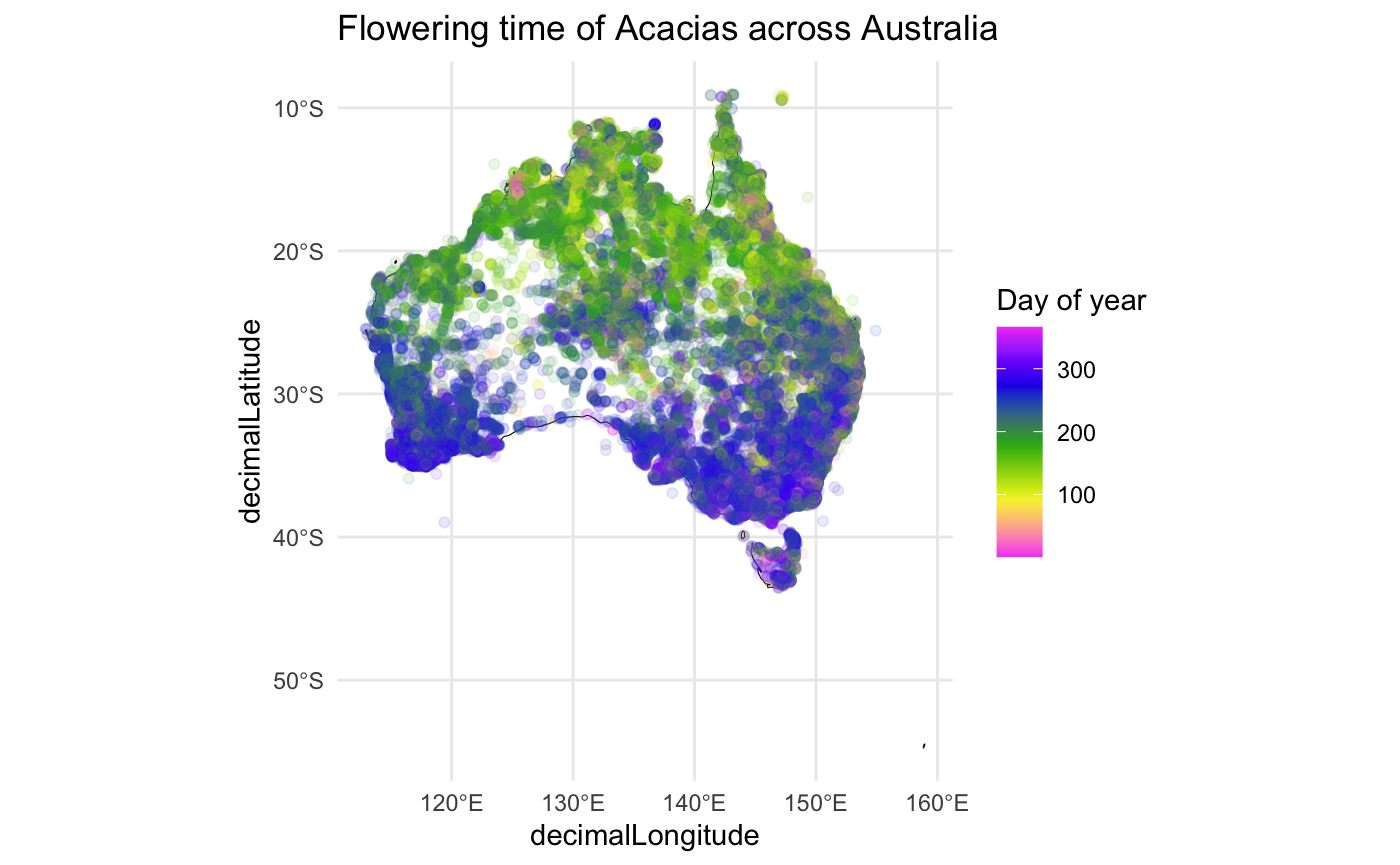 Flowering time of Acacias across Australia
10°S
20°S
30°S
40°S
50°S
decimalLatitude
120°E 130°E 140°E 150°E 160°E
decimalLongitude
Day of year
300
200
100